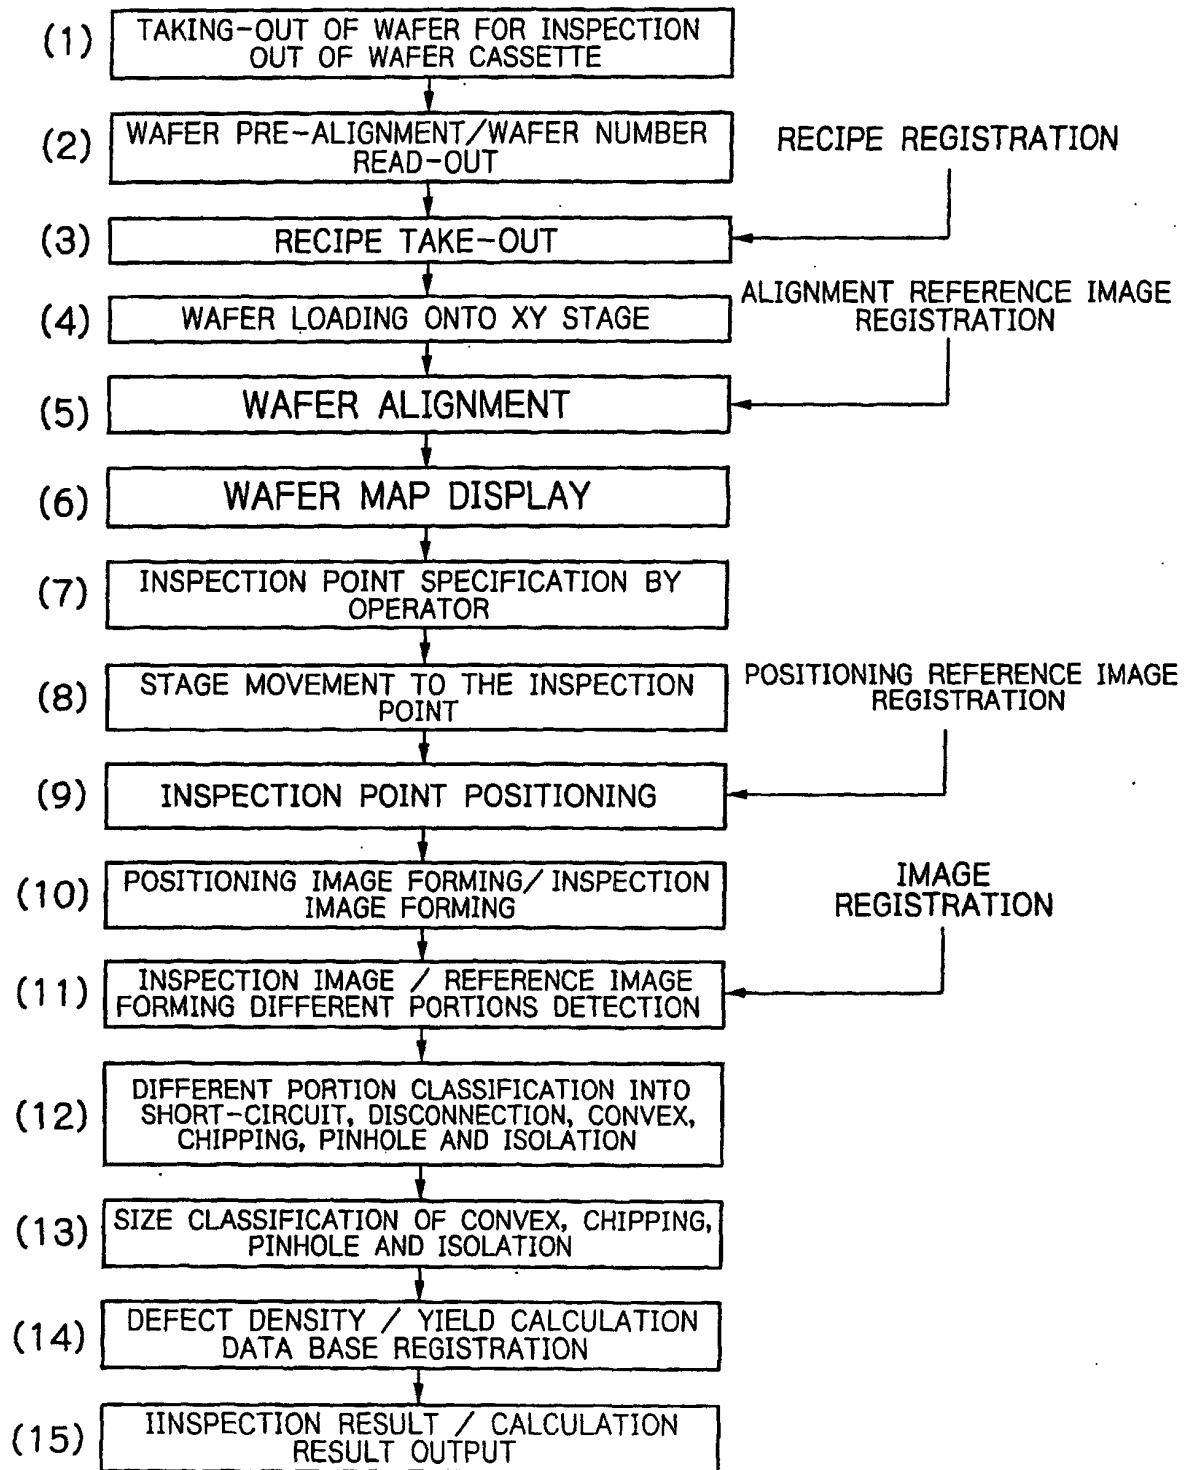 (1) TAKING-OUT OF WAFER FOR INSPECTION
OUT OF WAFER CASSETTE
(2) WAFER PRE-ALIGNMENT/WAFER NUMBER
READ-OUT
RECIPE REGISTRATION
(3) RECIPE TAKE-OUT
(4) WAFER LOADING ONTO XY STAGE
ALIGNMENT REFERENCE IMAGE
REGISTRATION
(5) WAFER ALIGNMENT
(6) WAFER MAP DISPLAY
(7) INSPECTION POINT SPECIFICATION BY
OPERATOR
(8) STAGE MOVEMENT TO THE INSPECTION
POINT
POSITIONING REFERENCE IMAGE
REGISTRATION
(9) INSPECTION POINT POSITIONING
(10) POSITIONING IMAGE FORMING/ INSPECTION
IMAGE FORMING
IMAGE
REGISTRATION
(11) INSPECTION IMAGE / REFERENCE IMAGE
FORMING DIFFERENT PORTIONS DETECTION
(12) DIFFERENT PORTION CLASSIFICATION INTO
SHORT-CIRCUIT, DISCONNECTION, CONVEX,
CHIPPING, PINHOLE AND ISOLATION
(13) SIZE CLASSIFICATION OF CONVEX, CHIPPING,
PINHOLE AND ISOLATION
(14) DEFECT DENSITY / YIELD CALCULATION
DATA BASE REGISTRATION
(15) IINSPECTION RESULT / CALCULATION
RESULT OUTPUT